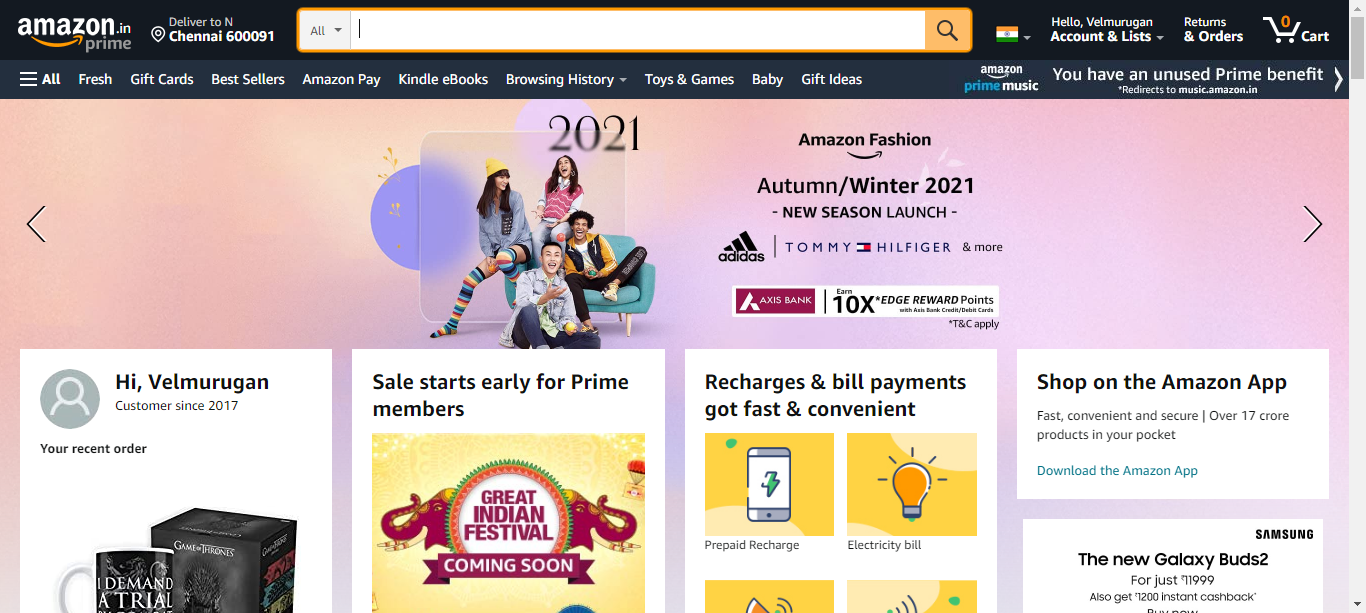 amazon.in
prime
Deliver to N
Chennai 600091
All
Hello, Velmurugan
Account & Lists
Returns
& Orders
0
Cart
All
Fresh
Gift Cards
Best Sellers
Amazon Pay
Kindle eBooks
Browsing History
Toys & Games
Baby
Gift Ideas
amazon
prime music
You have an unused Prime benefit
*Redirects to music.amazon.in
2021
Amazon Fashion
Autumn/Winter 2021
- NEW SEASON LAUNCH -
adidas
TOMMY HILFIGER
& more
AXIS BANK
Earn
10X *EDGE REWARD Points
with Axis Bank Credit/Debit Cards
*T&C apply
Hi, Velmurugan
Customer since 2017
Your recent order
GAME OF THRONES
I DEMAND
A TRIAL
Sale starts early for Prime
members
GREAT
INDIAN
FESTIVAL
COMING SOON
Recharges & bill payments
got fast & convenient
Prepaid Recharge
Electricity bill
Shop on the Amazon App
Fast, convenient and secure | Over 17 crore
products in your pocket
Download the Amazon App
SAMSUNG
The new Galaxy Buds2
For just ₹11999
Also get ₹1200 instant cashback*
Buy now